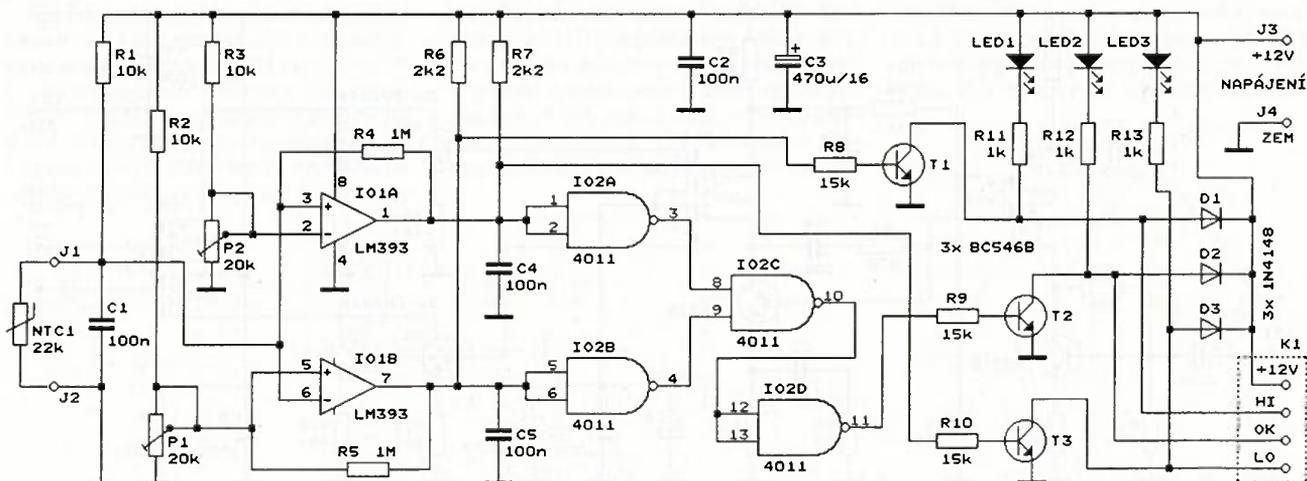 R1
10k
R2
10k
R3
10k
R4 1M
R6
2k2
R7
2k2
C2
100n
+
C3
470u/16
LED1
LED2
LED3
J3
+12V
NAPÁJENÍ
J4
ZEM
R11
1k
R12
1k
R13
1k
R8
15k
T1
8
IO1A
3
+
2
-
1
LM393
4
P2
20k
IO2A
1
2
3
4011
C4
100n
D1
D2
D3
3x 1N4148
3x BC546B
J1
NTC1
22k
J2
C1
100n
IO1B
5
+
6
-
7
LM393
R5 1M
P1
20k
IO2B
5
6
4
4011
C5
100n
IO2C
8
9
10
4011
IO2D
12
13
11
4011
R9
15k
T2
R10
15k
T3
K1
+12V
HI
OK
LO